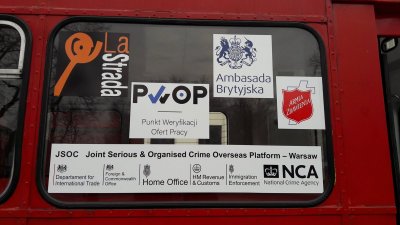 La
Strada
Ambasada
Brytyjska
PWOP
Punkt Weryfikacji
Ofert Pracy
ARMIA
ZBAWIENIA
JSOC Joint Serious & Organised Crime Overseas Platform – Warsaw
Department for
International Trade
Foreign &
Commonwealth
Office
Home Office
HM Revenue
& Customs
Immigration
Enforcement
NCA
National Crime Agency